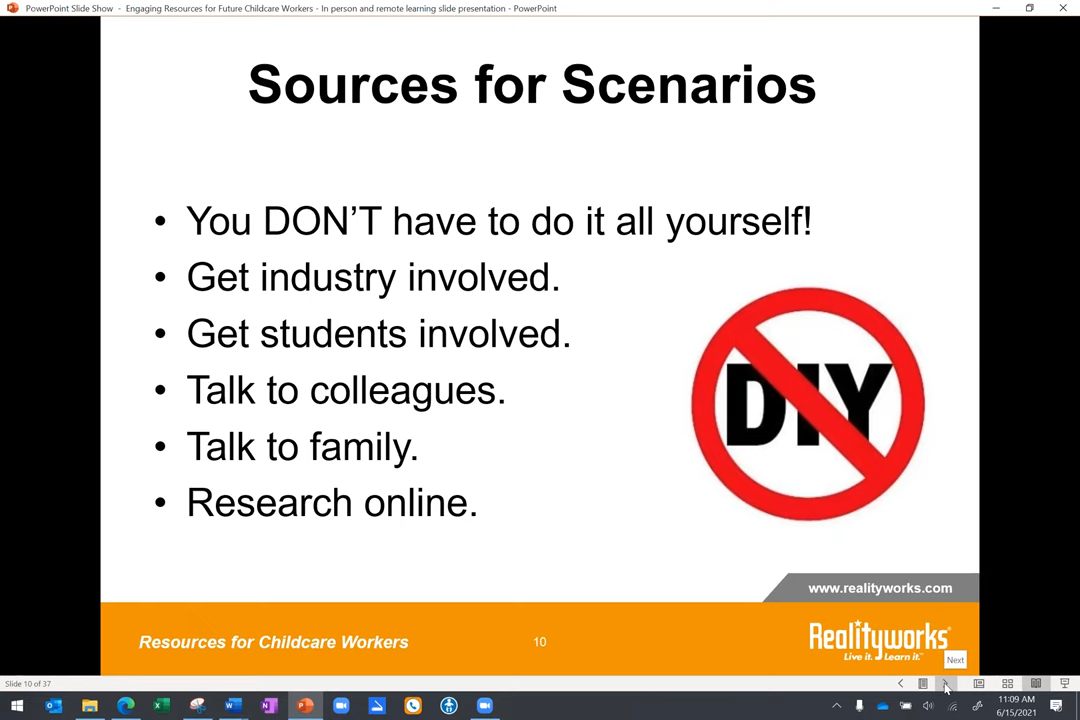 PowerPoint Slide Show - Engaging Resources for Future Childcare Workers - In person and remote learning slide presentation - PowerPoint
Sources for Scenarios
• You DON'T have to do it all yourself!
• Get industry involved.
• Get students involved.
• Talk to colleagues.
• Talk to family.
• Research online.
DIY
www.realityworks.com
Resources for Childcare Workers
10
Realityworks
Live it. Learn it.™
Next
Slide 10 of 37
11:09 AM
6/15/2021